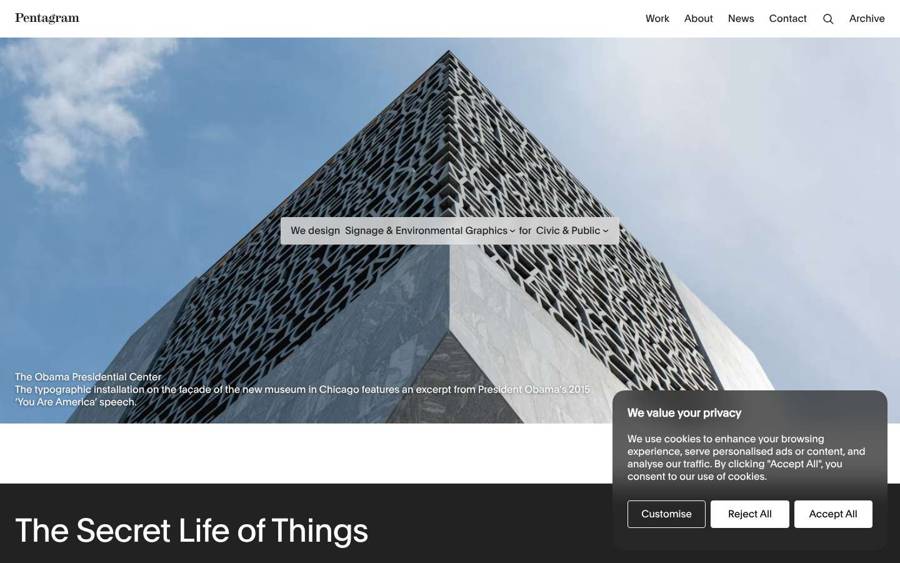 Pentagram
Work About News Contact Archive
We design Signage & Environmental Graphics for Civic & Public
The Obama Presidential Center
The typographic installation on the façade of the new museum in Chicago features an excerpt from President Obama's 2015
‘You Are America’ speech.
We value your privacy
We use cookies to enhance your browsing
experience, serve personalised ads or content, and
analyse our traffic. By clicking "Accept All", you
consent to our use of cookies.
Customise Reject All Accept All
The Secret Life of Things